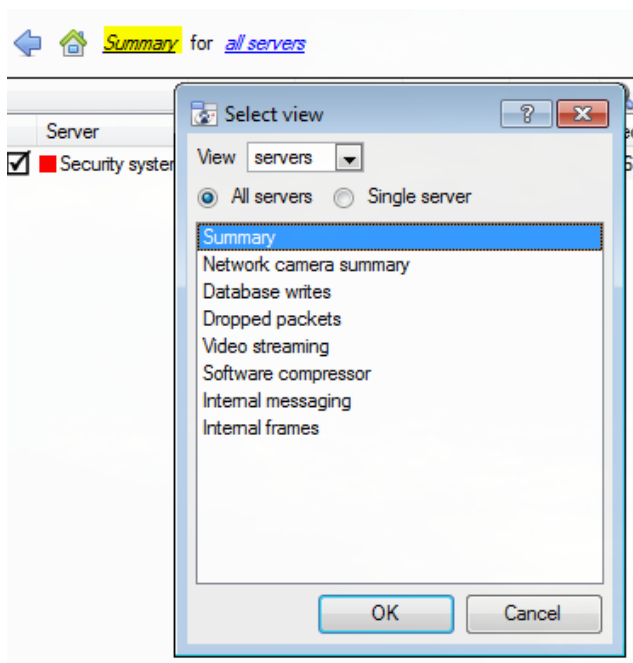 Summary for all servers
Select view
Server
View servers
Security system
All servers Single server
Summary
Network camera summary
Database writes
Dropped packets
Video streaming
Software compressor
Internal messaging
Internal frames
OK Cancel